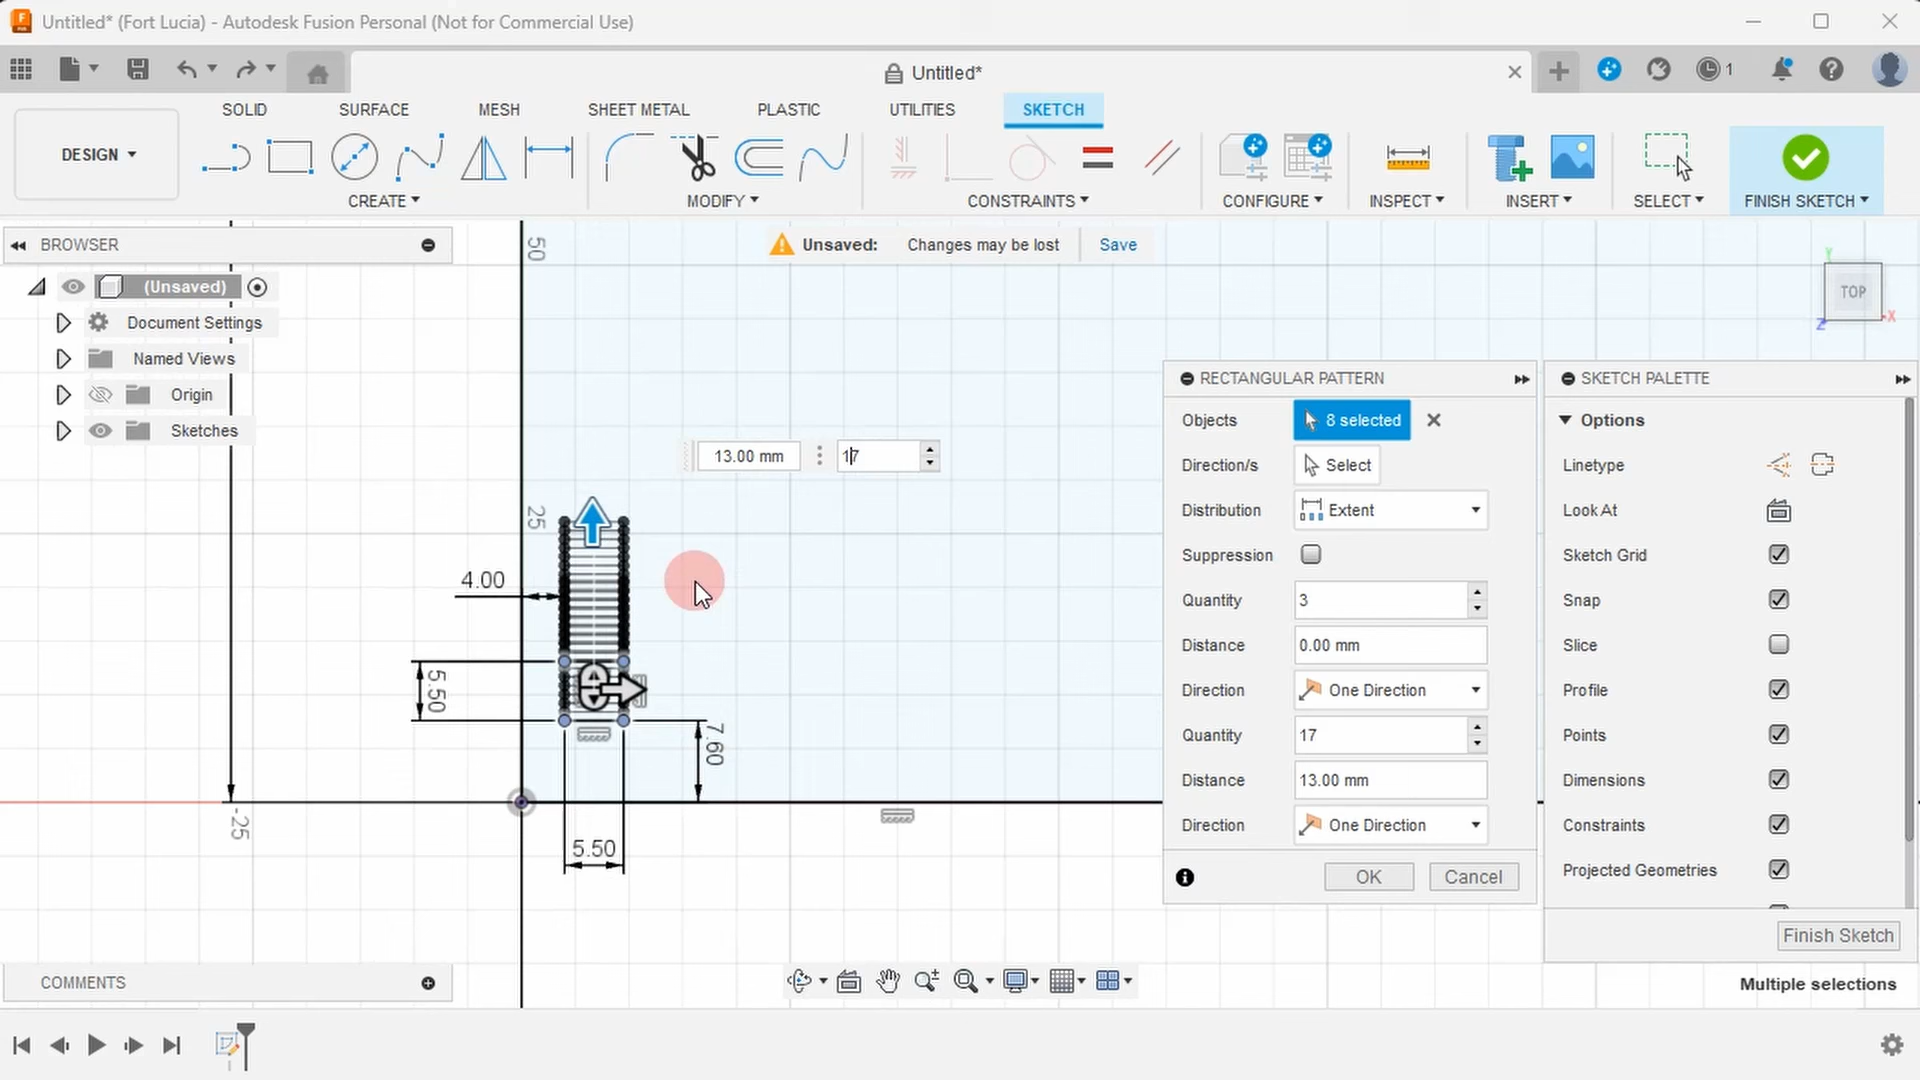 Untitled* (Fort Lucia) - Autodesk Fusion Personal (Not for Commercial Use)
Untitled*
1
SOLID SURFACE MESH SHEET METAL PLASTIC UTILITIES SKETCH
DESIGN
CREATE MODIFY CONSTRAINTS CONFIGURE INSPECT INSERT SELECT FINISH SKETCH
BROWSER
Unsaved: Changes may be lost Save
(Unsaved)
Document Settings
Named Views
Origin
Sketches
50
25
-25
TOP
Y
X
Z
13.00 mm 17
4.00
5.50
7.60
5.50
RECTANGULAR PATTERN
Objects 8 selected
Direction/s Select
Distribution Extent
Suppression
Quantity 3
Distance 0.00 mm
Direction One Direction
Quantity 17
Distance 13.00 mm
Direction One Direction
OK Cancel
SKETCH PALETTE
Options
Linetype
Look At
Sketch Grid
Snap
Slice
Profile
Points
Dimensions
Constraints
Projected Geometries
Finish Sketch
COMMENTS
Multiple selections